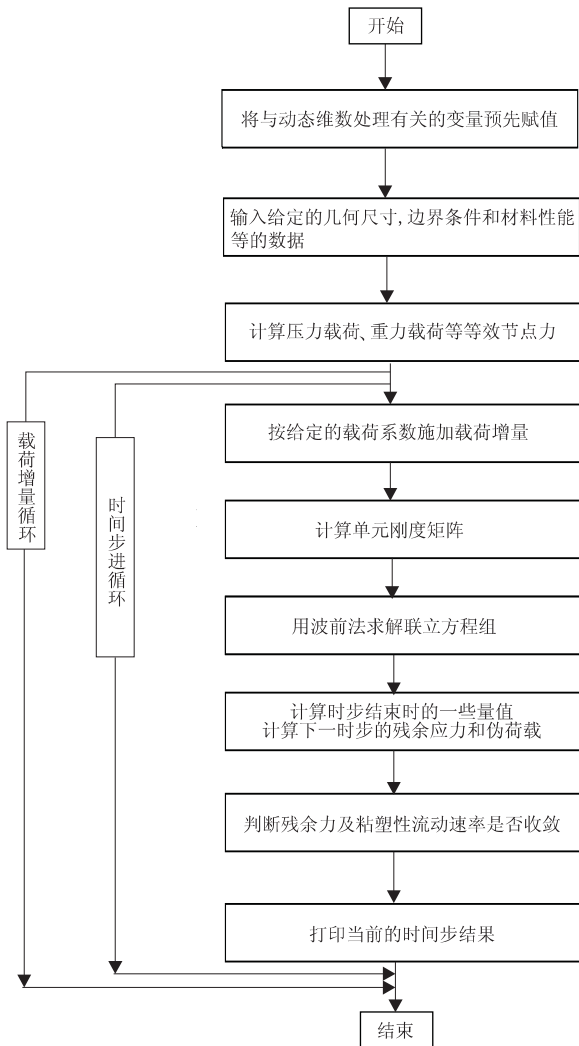 开始
将与动态维数处理有关的变量预先赋值
输入给定的几何尺寸,边界条件和材料性能
等的数据
计算压力载荷、重力载荷等等效节点力
载荷增量循环
时间步进循环
按给定的载荷系数施加载荷增量
计算单元刚度矩阵
用波前法求解联立方程组
计算时步结束时的一些量值
计算下一时步的残余应力和伪荷载
判断残余力及粘塑性流动速率是否收敛
打印当前的时间步结果
结束